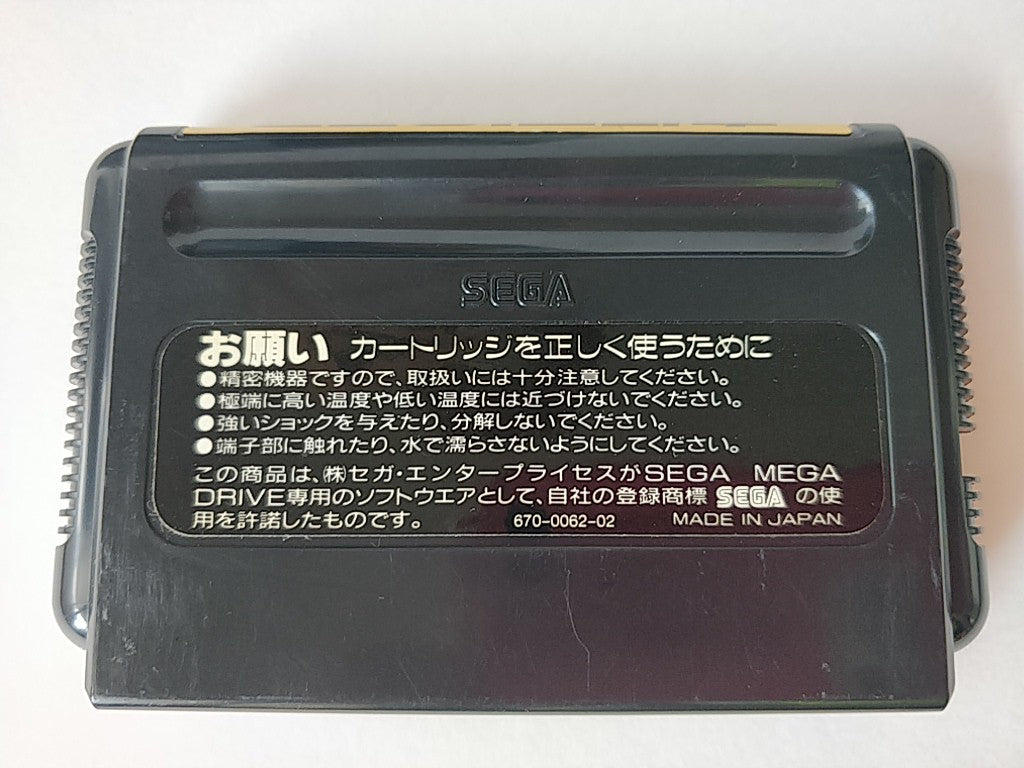 SEGA
お願い カートリッジを正しく使うために
●精密機器ですので、取扱いには十分注意してください。
●極端に高い温度や低い温度には近づけないでください。
●強いショックを与えたり、分解しないでください。
●端子部に触れたり、水で濡らさないようにしてください。
この商品は、㈱セガ・エンタープライゼスがSEGA MEGA
DRIVE専用のソフトウエアとして、自社の登録商標 SEGA の使
用を許諾したものです。 670-0062-02 MADE IN JAPAN